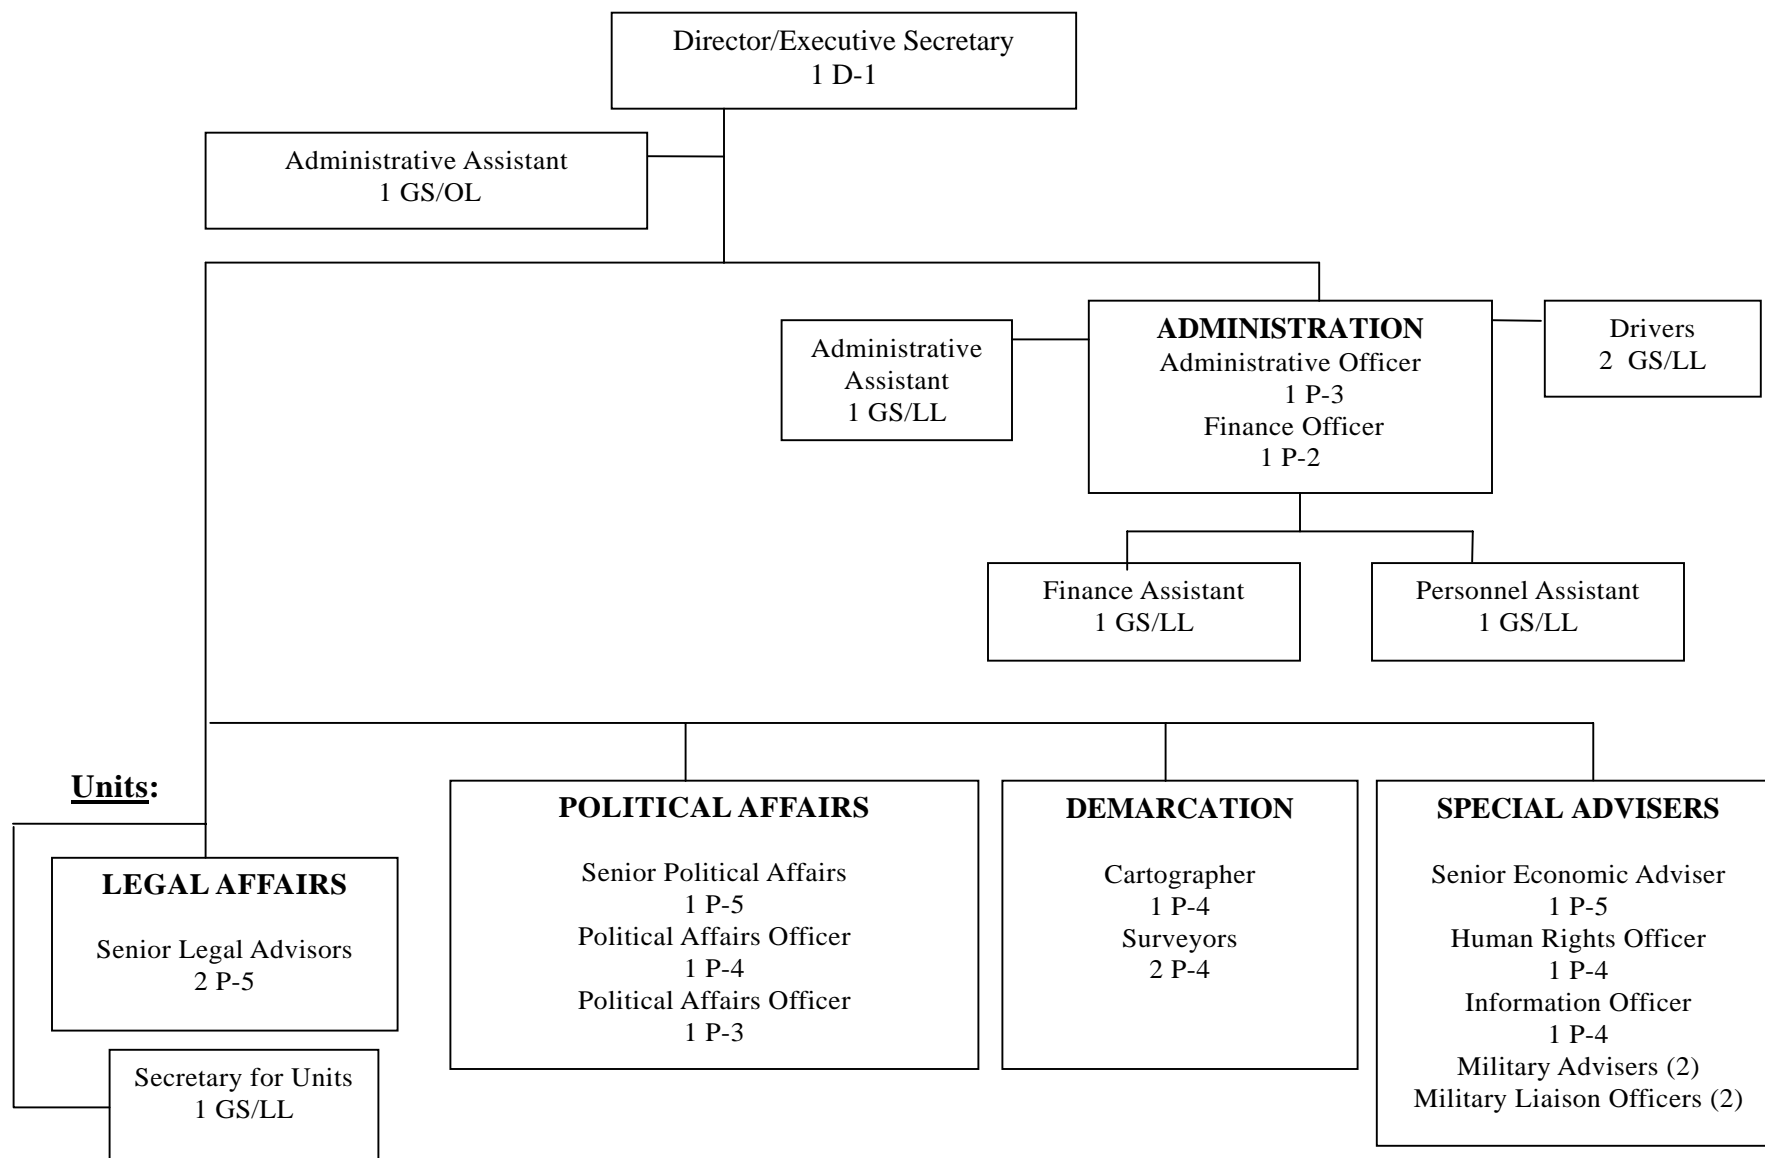 Director/Executive Secretary
1 D-1
Administrative Assistant
1 GS/OL
Administrative
Assistant
1 GS/LL
ADMINISTRATION
Administrative Officer
1 P-3
Finance Officer
1 P-2
Drivers
2 GS/LL
Finance Assistant
1 GS/LL
Personnel Assistant
1 GS/LL
Units:
LEGAL AFFAIRS
Senior Legal Advisors
2 P-5
Secretary for Units
1 GS/LL
POLITICAL AFFAIRS
Senior Political Affairs
1 P-5
Political Affairs Officer
1 P-4
Political Affairs Officer
1 P-3
DEMARCATION
Cartographer
1 P-4
Surveyors
2 P-4
SPECIAL ADVISERS
Senior Economic Adviser
1 P-5
Human Rights Officer
1 P-4
Information Officer
1 P-4
Military Advisers (2)
Military Liaison Officers (2)